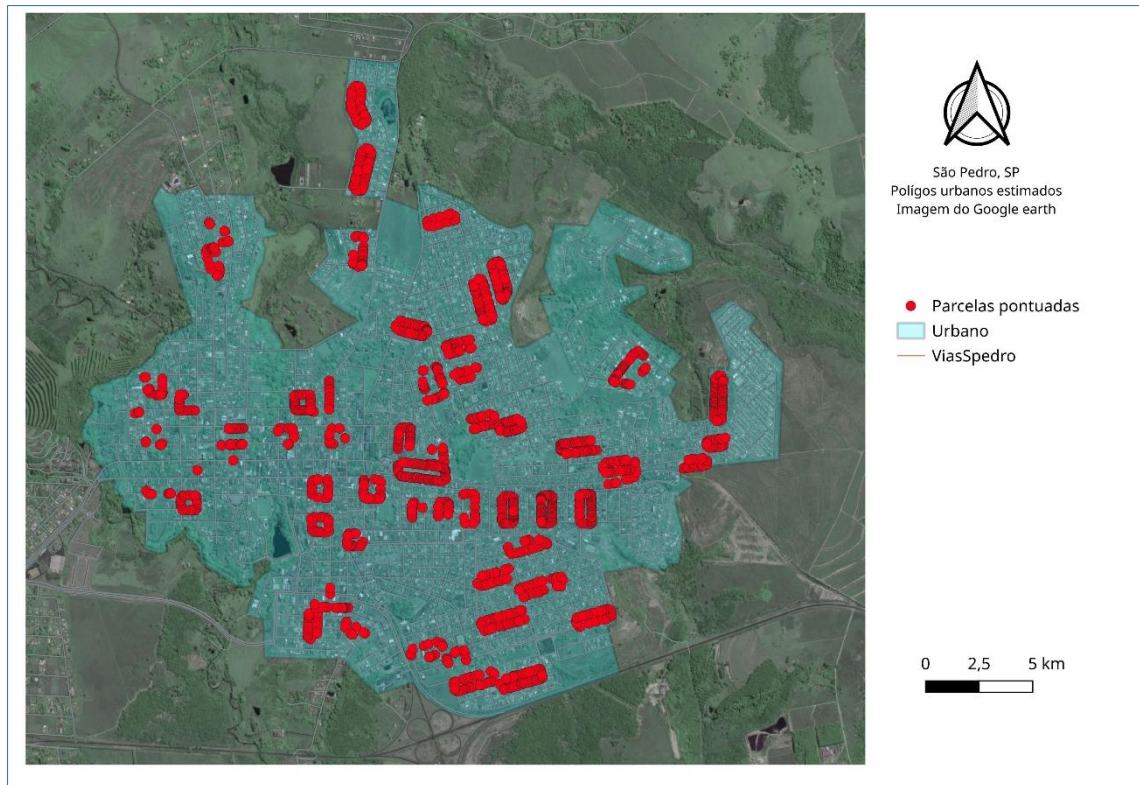 São Pedro, SP
Polígos urbanos estimados
Imagem do Google earth
Parcelas pontuadas
Urbano
ViasSpedro
0 2,5 5 km